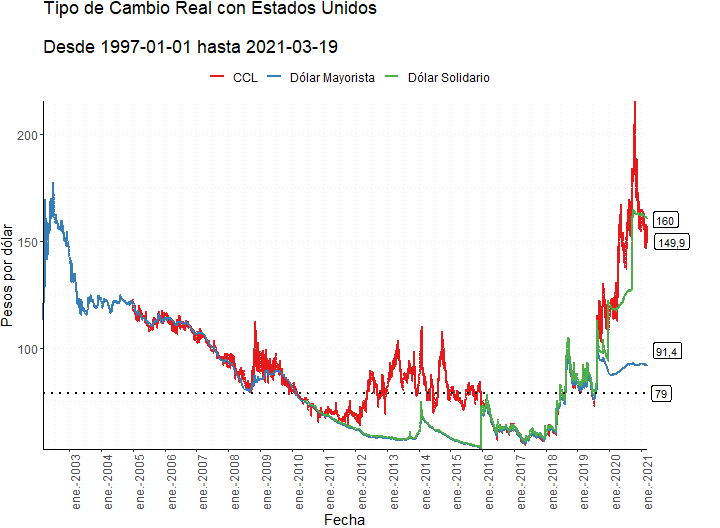 Tipo de Cambio Real con Estados Unidos
Desde 1997-01-01 hasta 2021-03-19
CCL Dólar Mayorista Dólar Solidario
Pesos por dólar
200
150
100
160
149,9
91,4
79
ene.-2003
ene.-2004
ene.-2005
ene.-2006
ene.-2007
ene.-2008
ene.-2009
ene.-2010
ene.-2011
ene.-2012
ene.-2013
ene.-2014
ene.-2015
ene.-2016
ene.-2017
ene.-2018
ene.-2019
ene.-2020
ene.-2021
Fecha